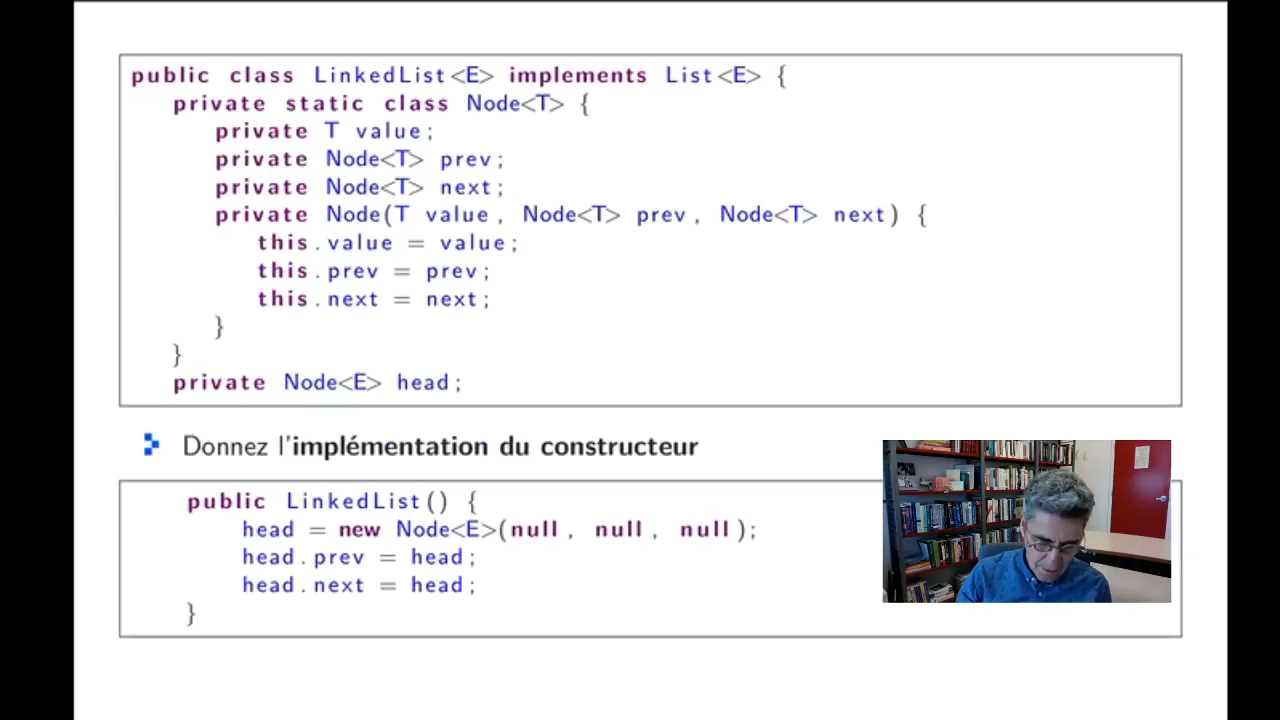 public class LinkedList<E> implements List<E> {
private static class Node<T> {
private T value;
private Node<T> prev;
private Node<T> next;
private Node(T value, Node<T> prev, Node<T> next) {
this.value = value;
this.prev = prev;
this.next = next;
}
}
private Node<E> head;
Donnez l'implémentation du constructeur
public LinkedList() {
head = new Node<E>(null, null, null);
head.prev = head;
head.next = head;
}